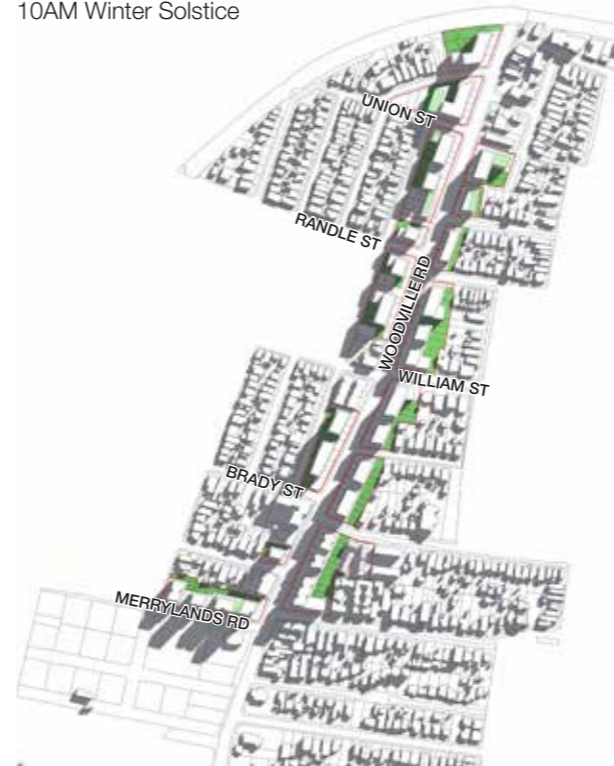 10AM Winter Solstice
UNION ST
RANDLE ST
WOODVILLE RD
WILLIAM ST
BRADY ST
MERRYLANDS RD